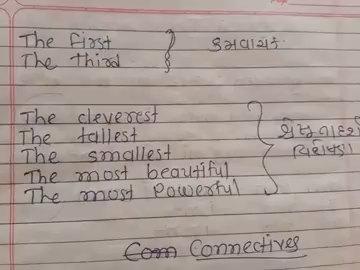 The First
The third
ક્રમવાચક
The cleverest
The tallest
The smallest
The most beautiful
The most Powerful
વિશેષણ
Connectives